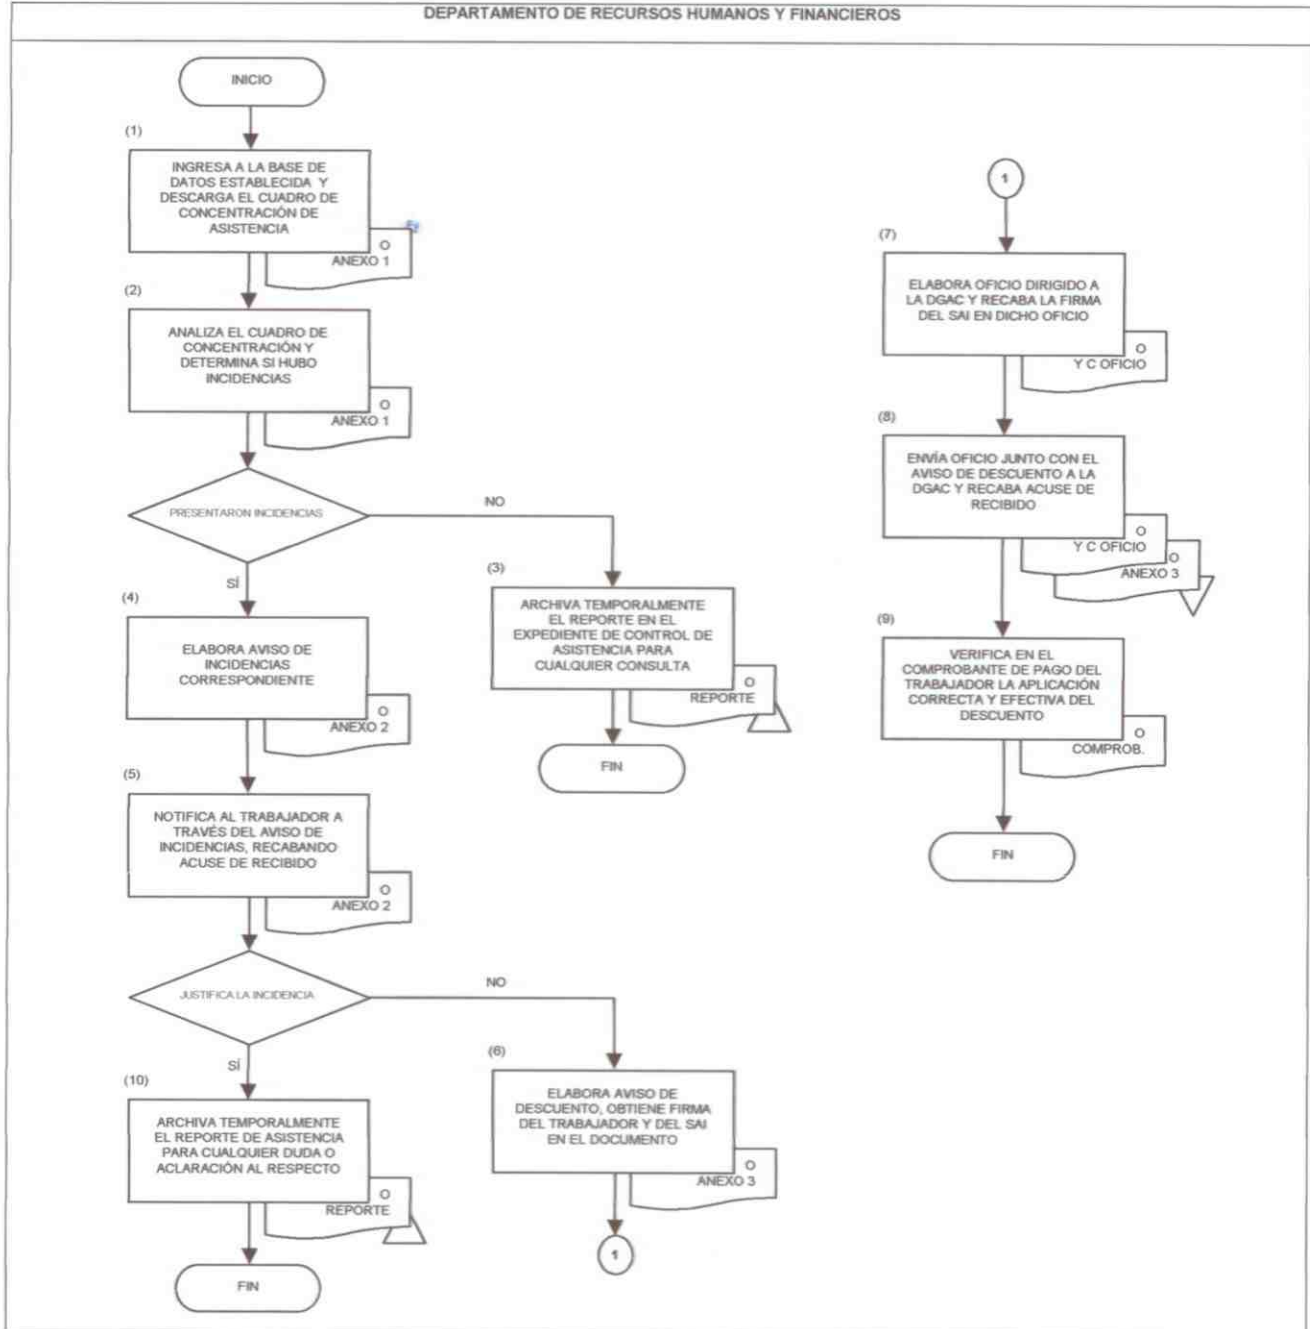 DEPARTAMENTO DE RECURSOS HUMANOS Y FINANCIEROS
INICIO
(1)
INGRESA A LA BASE DE
DATOS ESTABLECIDA Y
DESCARGA EL CUADRO DE
CONCENTRACIÓN DE
ASISTENCIA
O
ANEXO 1
(2)
ANALIZA EL CUADRO DE
CONCENTRACIÓN Y
DETERMINA SI HUBO
INCIDENCIAS
O
ANEXO 1
PRESENTARON INCIDENCIAS
NO
SÍ
(3)
ARCHIVA TEMPORALMENTE
EL REPORTE EN EL
EXPEDIENTE DE CONTROL DE
ASISTENCIA PARA
CUALQUIER CONSULTA
O
REPORTE
FIN
(4)
ELABORA AVISO DE
INCIDENCIAS
CORRESPONDIENTE
O
ANEXO 2
(5)
NOTIFICA AL TRABAJADOR A
TRAVÉS DEL AVISO DE
INCIDENCIAS, RECABANDO
ACUSE DE RECIBIDO
O
ANEXO 2
JUSTIFICA LA INCIDENCIA
NO
SÍ
(10)
ARCHIVA TEMPORALMENTE
EL REPORTE DE ASISTENCIA
PARA CUALQUIER DUDA O
ACLARACIÓN AL RESPECTO
O
REPORTE
FIN
(6)
ELABORA AVISO DE
DESCUENTO, OBTIENE FIRMA
DEL TRABAJADOR Y DEL SAI
EN EL DOCUMENTO
O
ANEXO 3
1
1
(7)
ELABORA OFICIO DIRIGIDO A
LA DGAC Y RECABA LA FIRMA
DEL SAI EN DICHO OFICIO
O
Y C OFICIO
(8)
ENVÍA OFICIO JUNTO CON EL
AVISO DE DESCUENTO A LA
DGAC Y RECABA ACUSE DE
RECIBIDO
O
Y C OFICIO
O
ANEXO 3
(9)
VERIFICA EN EL
COMPROBANTE DE PAGO DEL
TRABAJADOR LA APLICACIÓN
CORRECTA Y EFECTIVA DEL
DESCUENTO
O
COMPROB.
FIN